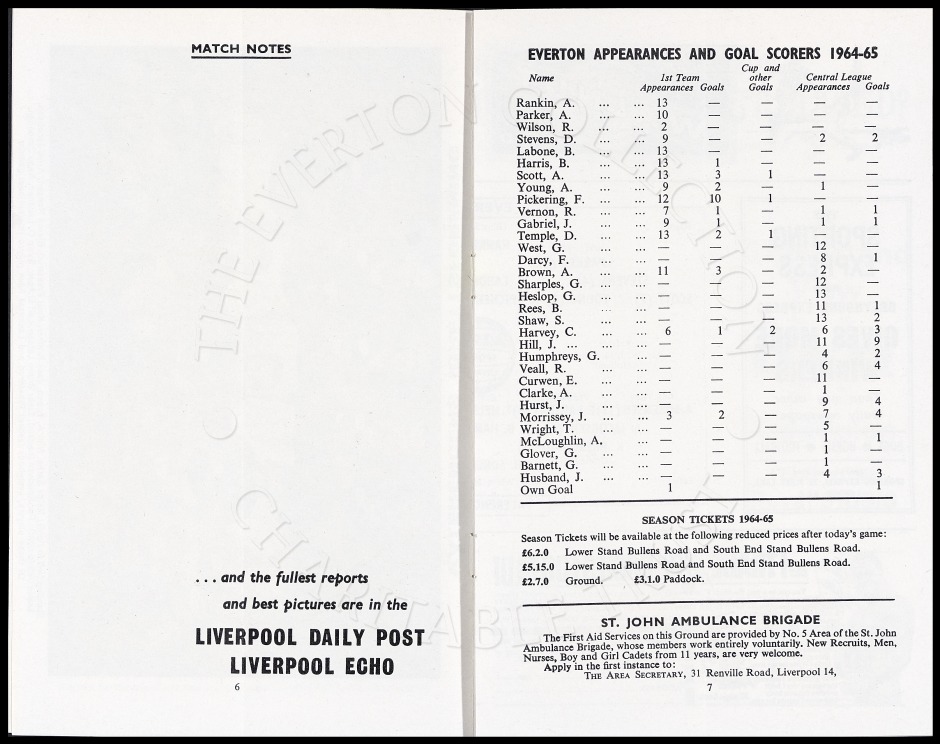 MATCH NOTES
... and the fullest reports
and best pictures are in the
LIVERPOOL DAILY POST
LIVERPOOL ECHO
6
EVERTON APPEARANCES AND GOAL SCORERS 1964-65
Name 1st Team Appearances Goals Cup and other Goals Central League Appearances Goals
Rankin, A. ... ... 13 — — — —
Parker, A. ... ... 10 — — — —
Wilson, R. ... ... 2 — — — —
Stevens, D. ... ... 9 — — 2 2
Labone, B. ... ... 13 — — — —
Harris, B. ... ... 13 1 — — —
Scott, A. ... ... 13 3 1 — —
Young, A. ... ... 9 2 — 1
Pickering, F. ... ... 12 10 1 — —
Vernon, R. ... ... 7 1 — 1 1
Gabriel, J. ... ... 9 1 — 1 1
Temple, D. ... ... 13 2 1 — —
West, G. ... ... — — — 12 —
Darcy, F. ... ... — — — 8 1
Brown, A. ... ... 11 3 — 2 —
Sharples, G. ... ... — — — 12 —
Heslop, G. ... ... — — — 13 —
Rees, B. ... ... — — — 11 1
Shaw, S. ... ... — — — 13 2
Harvey, C. ... ... 6 1 2 6 3
Hill, J. ... ... ... — — — 11 9
Humphreys, G. ... — — — 4 2
Veall, R. ... ... — — — 6 4
Curwen, E. ... ... — — — 11 —
Clarke, A. ... ... — — — 1 —
Hurst, J. ... ... — — — 9 4
Morrissey, J. ... ... 3 2 — 7 4
Wright, T. ... ... — — — 5 —
McLoughlin, A. ... — — — 1 1
Glover, G. ... ... — — — 1 —
Barnett, G. ... ... — — — 1 —
Husband, J. ... ... — — — 4 3
Own Goal 1 1
SEASON TICKETS 1964-65
Season Tickets will be available at the following reduced prices after today's game:
£6.2.0 Lower Stand Bullens Road and South End Stand Bullens Road.
£5.15.0 Lower Stand Bullens Road and South End Stand Bullens Road.
£2.7.0 Ground. £3.1.0 Paddock.
ST. JOHN AMBULANCE BRIGADE
The First Aid Services on this Ground are provided by No. 5 Area of the St. John
Ambulance Brigade, whose members work entirely voluntarily. New Recruits, Men,
Nurses, Boy and Girl Cadets from 11 years, are very welcome.
Apply in the first instance to:
THE AREA SECRETARY, 31 Renville Road, Liverpool 14,
7
THE EVERTON COLLECTION
CHARITABLE TRUST